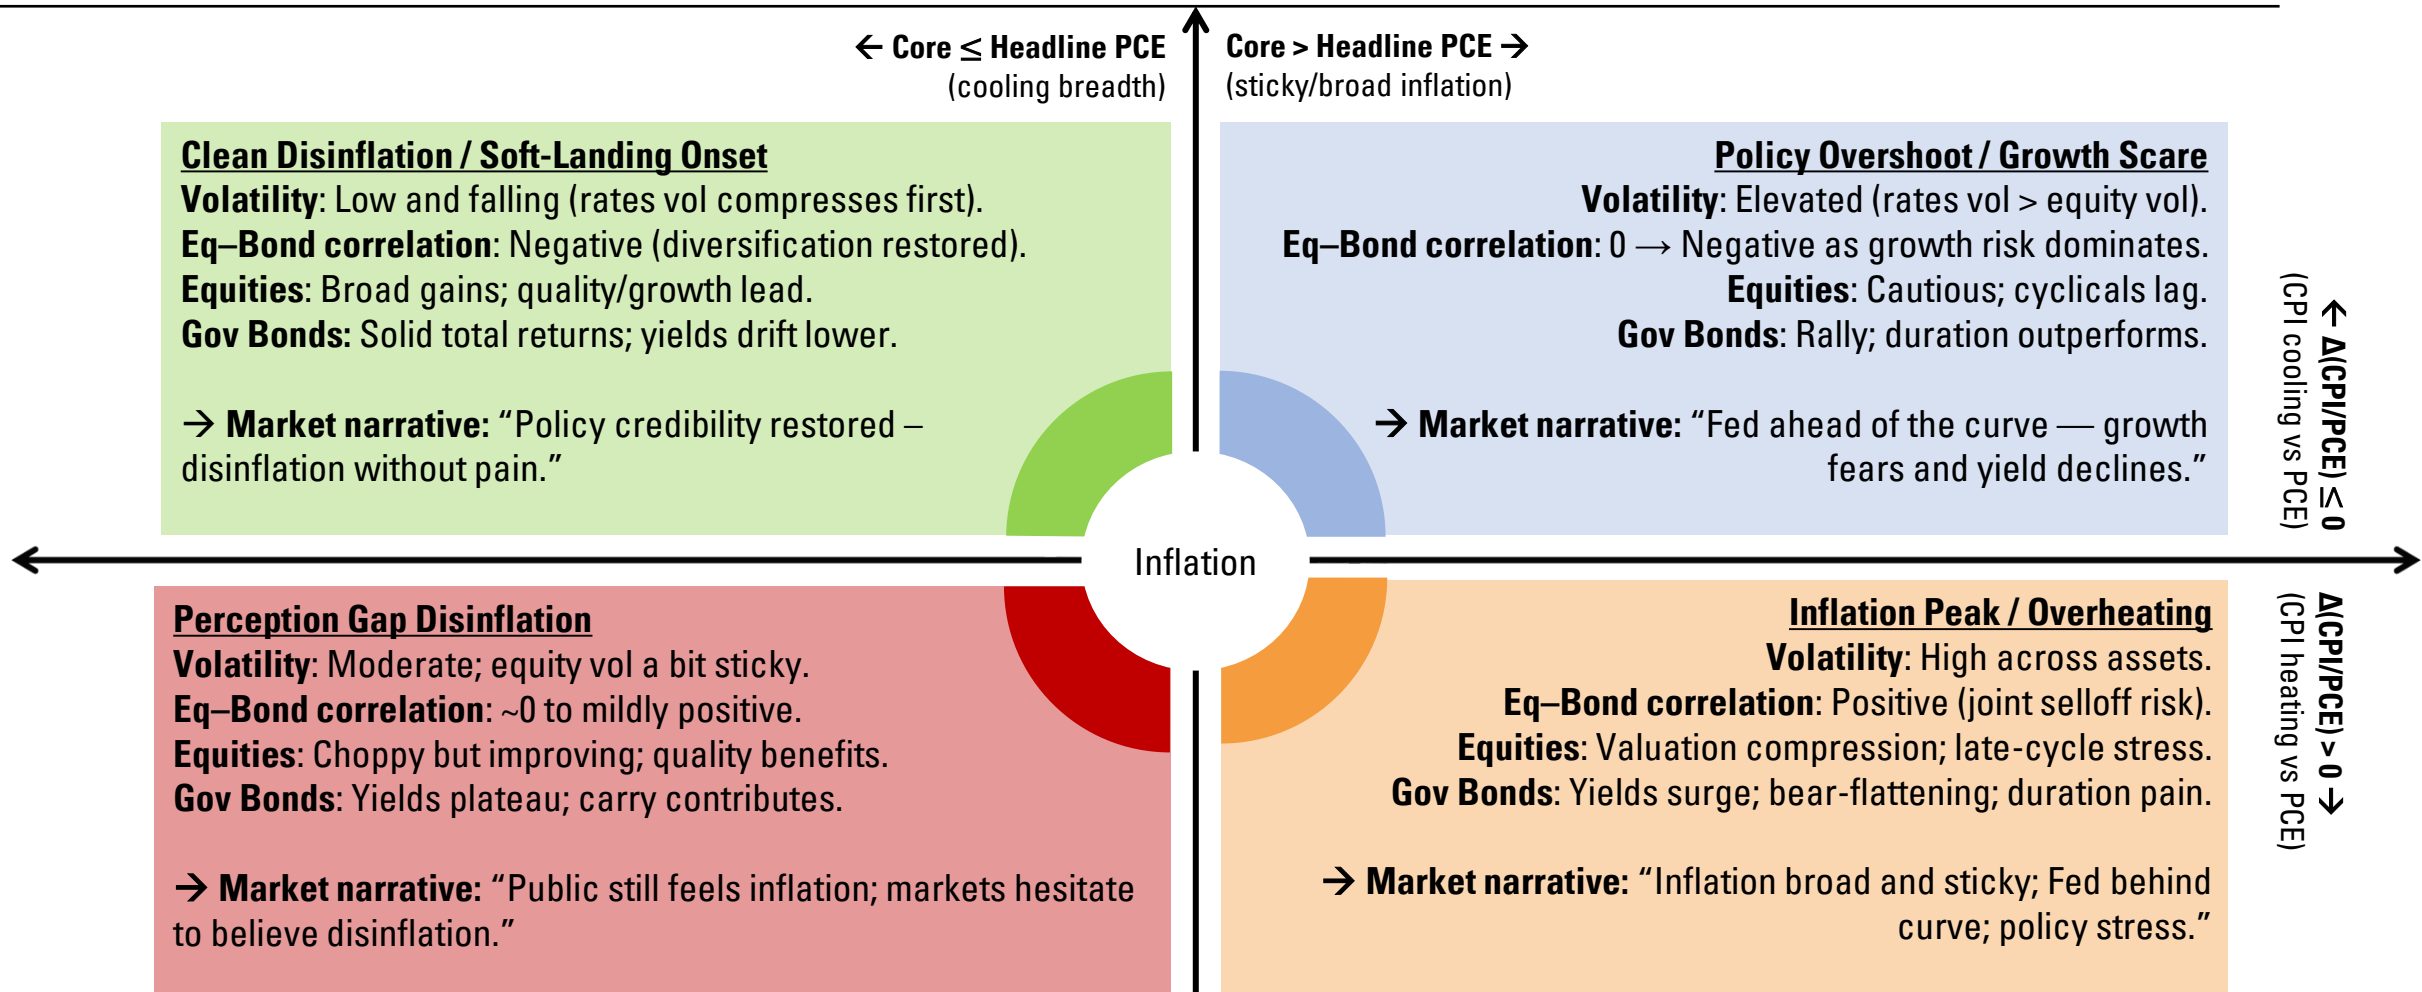 ← Core ≤ Headline PCE
(cooling breadth)
Core > Headline PCE →
(sticky/broad inflation)
Clean Disinflation / Soft-Landing Onset
Volatility: Low and falling (rates vol compresses first).
Eq–Bond correlation: Negative (diversification restored).
Equities: Broad gains; quality/growth lead.
Gov Bonds: Solid total returns; yields drift lower.
→ Market narrative: “Policy credibility restored –
disinflation without pain.”
Policy Overshoot / Growth Scare
Volatility: Elevated (rates vol > equity vol).
Eq–Bond correlation: 0 → Negative as growth risk dominates.
Equities: Cautious; cyclicals lag.
Gov Bonds: Rally; duration outperforms.
→ Market narrative: “Fed ahead of the curve — growth
fears and yield declines.”
← Δ(CPI/PCE) ≤ 0
(CPI cooling vs PCE)
Inflation
Perception Gap Disinflation
Volatility: Moderate; equity vol a bit sticky.
Eq–Bond correlation: ~0 to mildly positive.
Equities: Choppy but improving; quality benefits.
Gov Bonds: Yields plateau; carry contributes.
→ Market narrative: “Public still feels inflation; markets hesitate
to believe disinflation.”
Inflation Peak / Overheating
Volatility: High across assets.
Eq–Bond correlation: Positive (joint selloff risk).
Equities: Valuation compression; late-cycle stress.
Gov Bonds: Yields surge; bear-flattening; duration pain.
→ Market narrative: “Inflation broad and sticky; Fed behind
curve; policy stress.”
Δ(CPI/PCE) > 0 →
(CPI heating vs PCE)